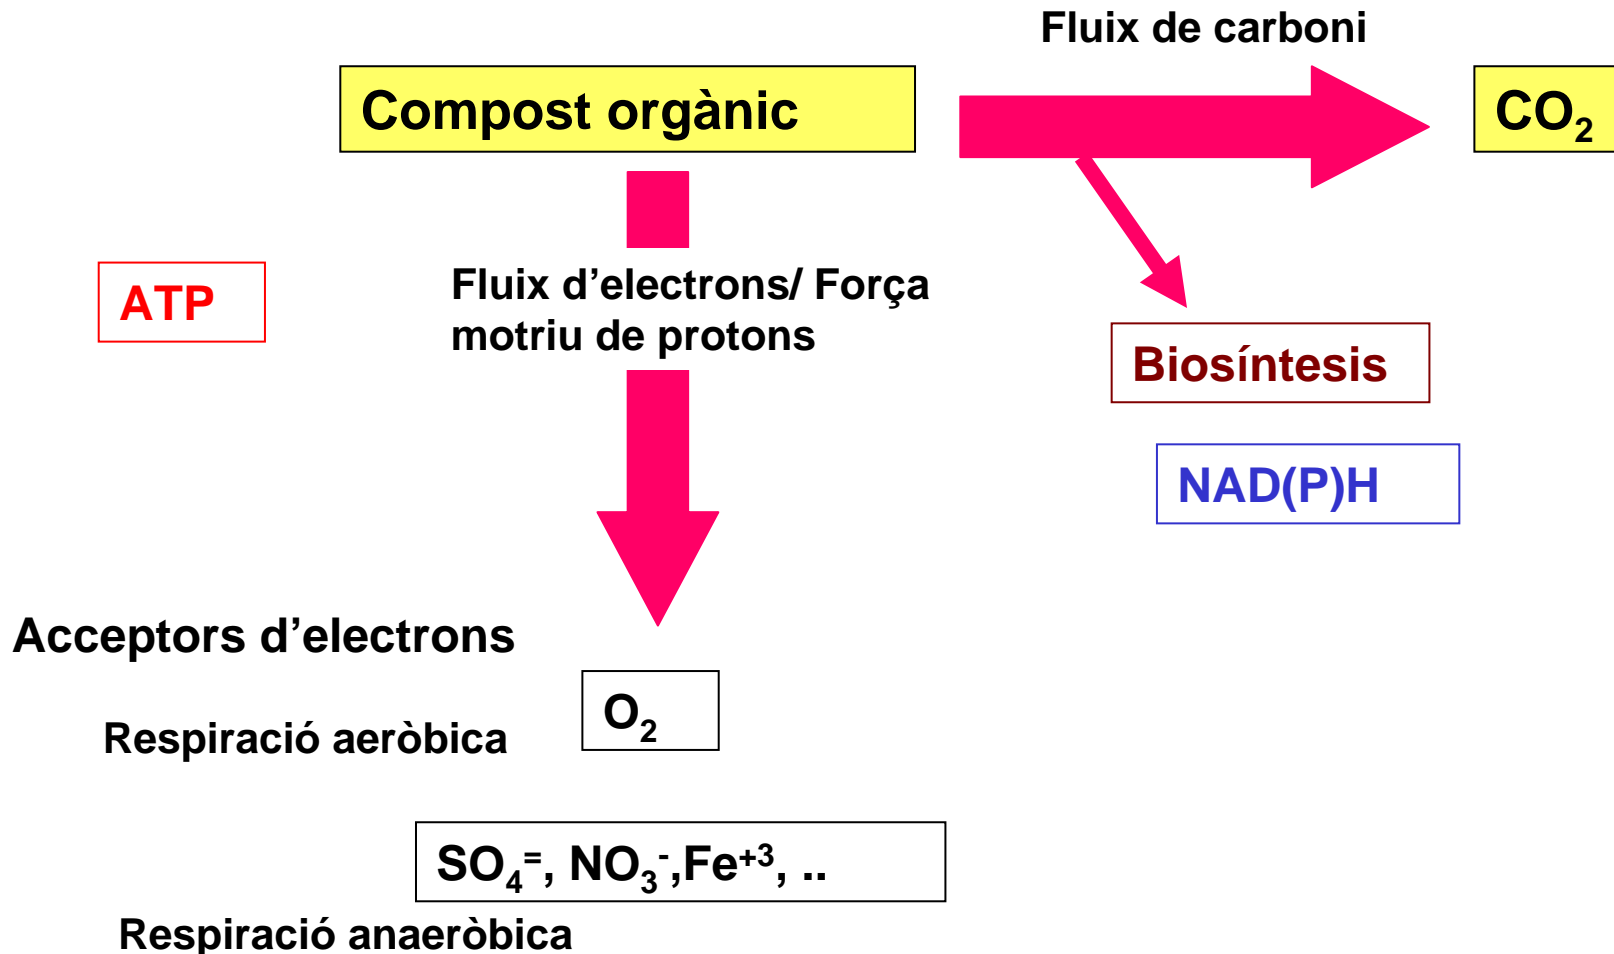 Fluix de carboni
Compost orgànic
CO₂
ATP
Fluix d’electrons/ Força
motriu de protons
Biosíntesis
NAD(P)H
Acceptors d’electrons
O₂
Respiració aeròbica
SO₄⁼, NO₃⁻,Fe⁺³, ..
Respiració anaeròbica